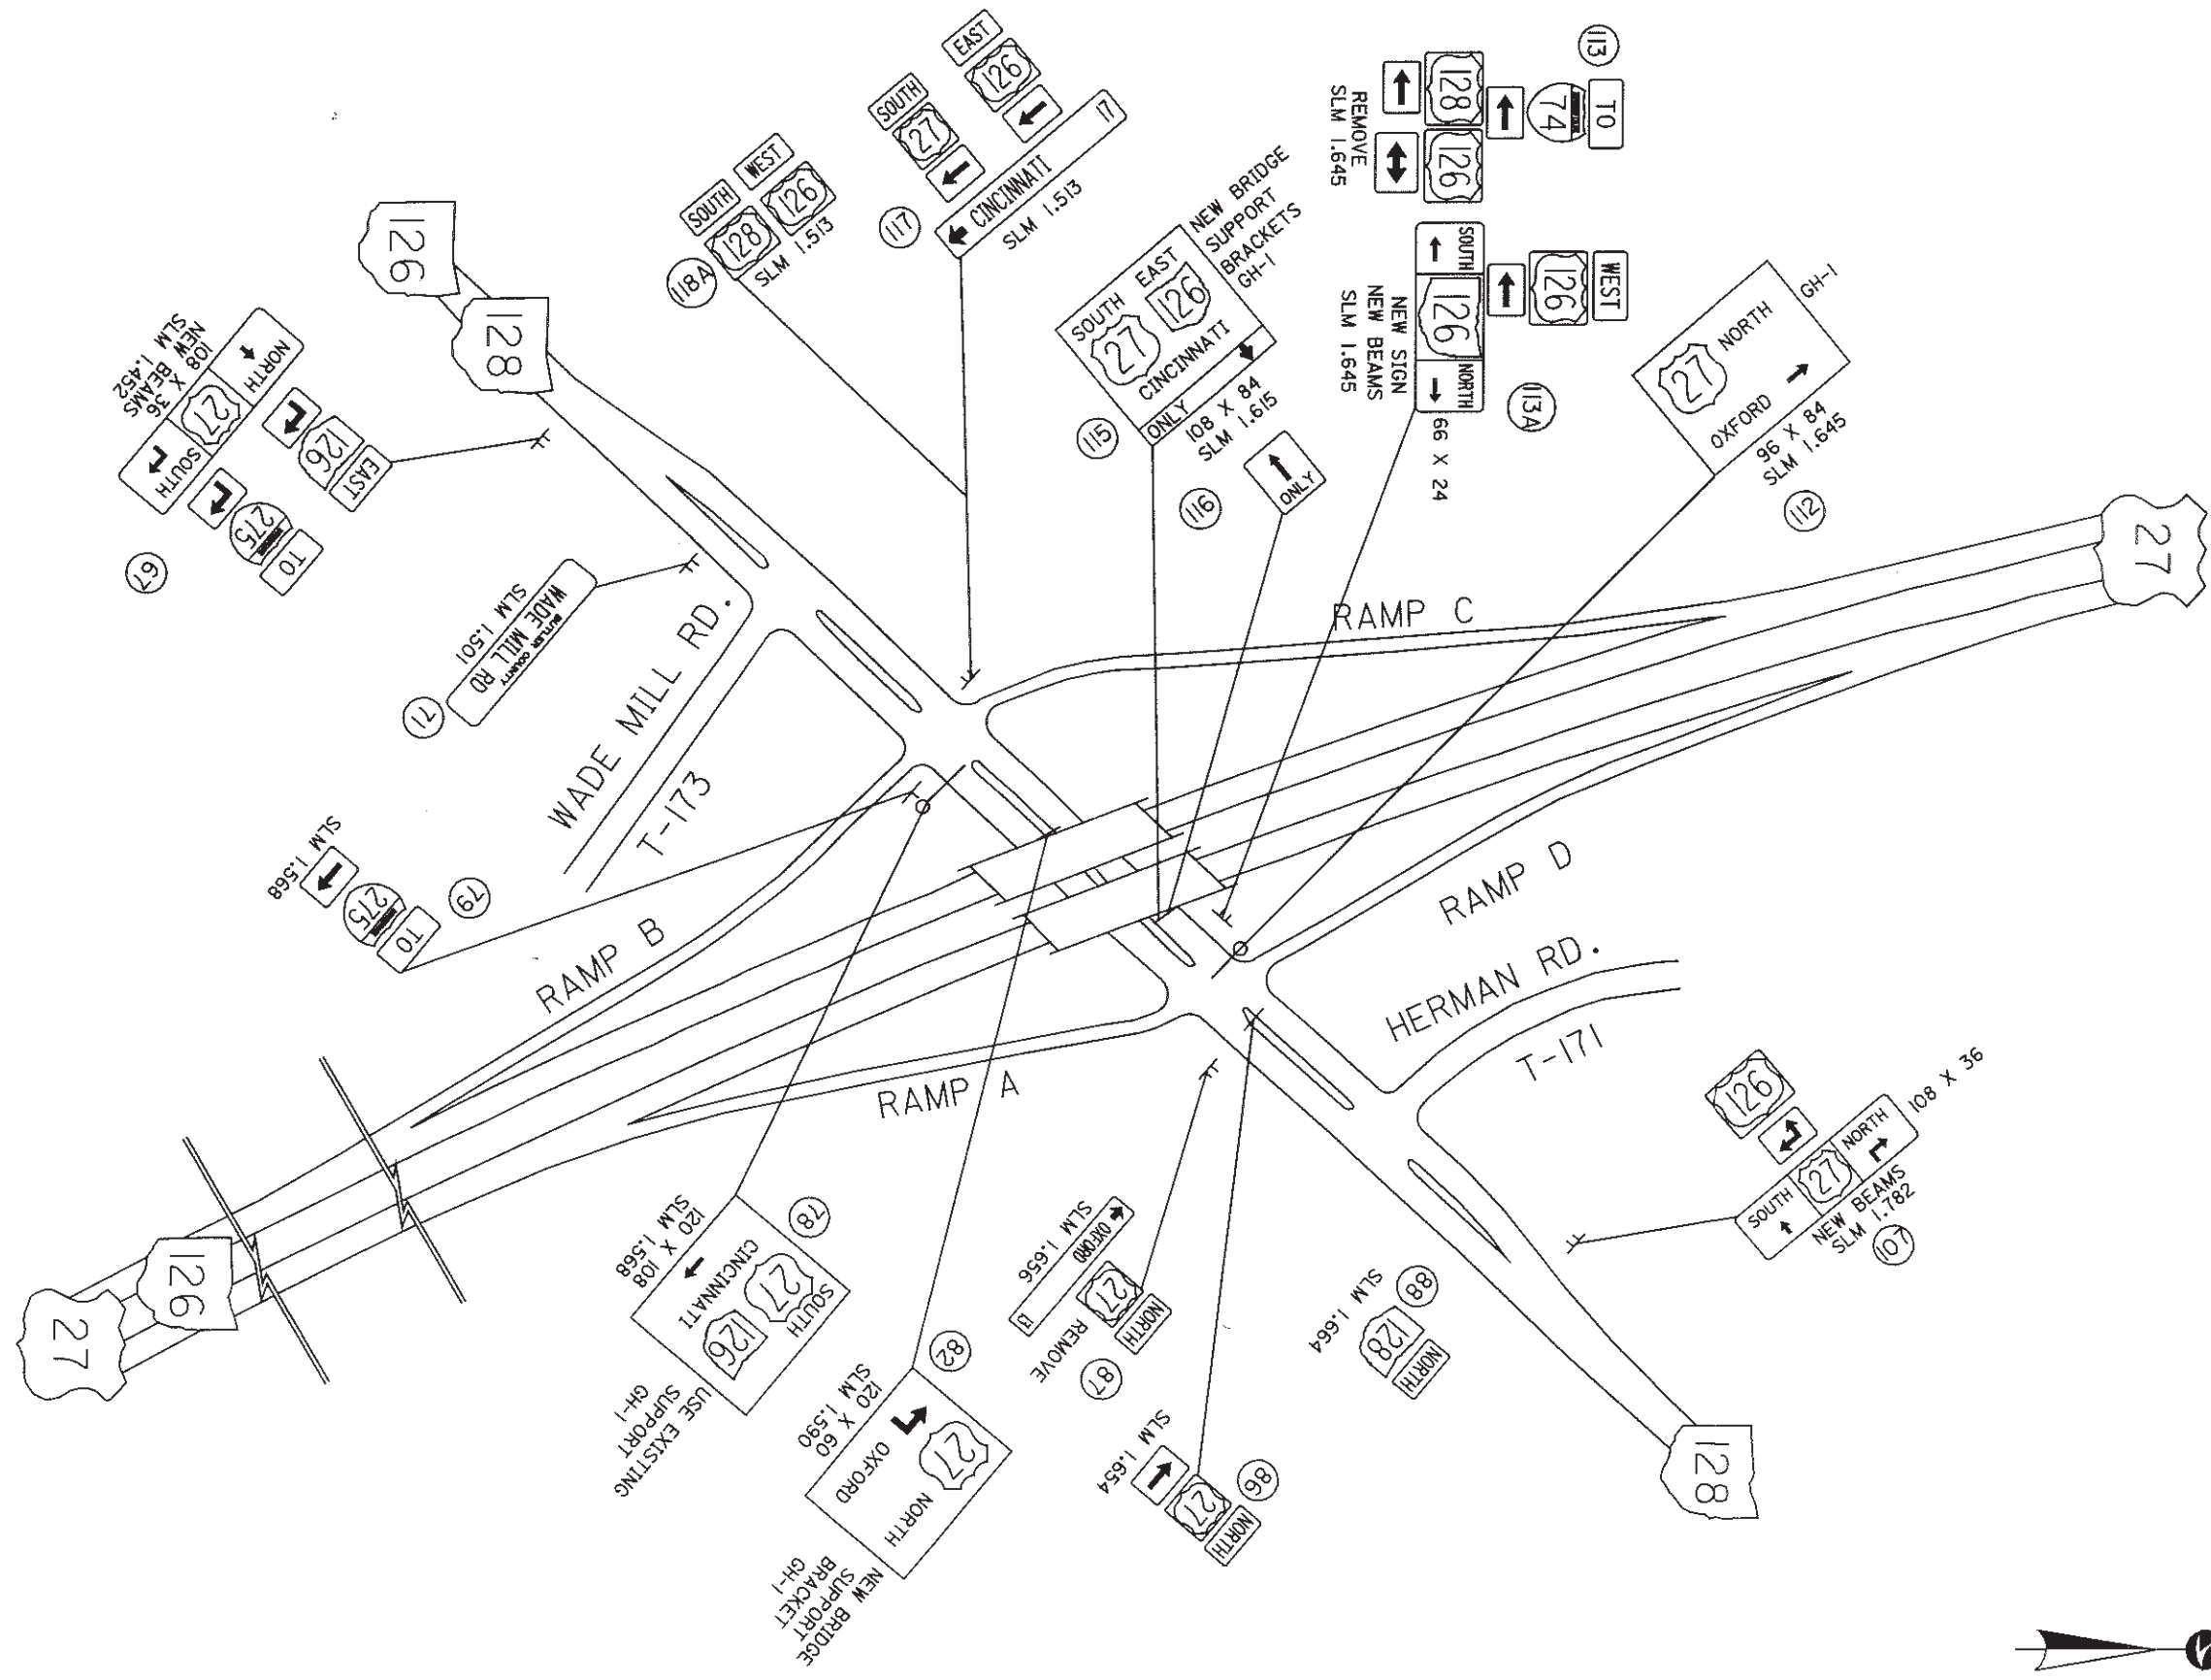 113
TO
74
128
126
REMOVE
SLM 1.645
EAST
126
17
CINCINNATI
SLM 1.513
SOUTH
27
117
WEST
126
SOUTH
128
SLM 1.513
118A
NEW BRIDGE
SUPPORT
BRACKETS
GH-1
SOUTH EAST
27 126
CINCINNATI
ONLY
108 X 84
SLM 1.615
115
ONLY
116
WEST
126
SOUTH
126
NORTH
66 X 24
NEW SIGN
NEW BEAMS
SLM 1.645
113A
GH-1
27 NORTH
OXFORD
96 X 84
SLM 1.645
112
27
126
128
NORTH
27
SOUTH
108 X 36
NEW BEAMS
SLM 1.452
EAST
126
TO
275
67
BUTLER COUNTY
WADE MILL RD
SLM 1.501
71
WADE MILL RD.
T-173
RAMP C
TO
275
SLM 1.568
79
RAMP B
RAMP A
RAMP D
HERMAN RD.
T-171
126
NORTH
27
SOUTH
108 X 36
NEW BEAMS
SLM 1.782
107
78
SOUTH
27 126
CINCINNATI
120 X 108
SLM 1.568
USE EXISTING
SUPPORT
GH-1
82
27 NORTH
OXFORD
120 X 60
SLM 1.590
NEW BRIDGE
SUPPORT
BRACKET
GH-1
NORTH
27
OXFORD
13
SLM 1.656
REMOVE
87
NORTH
27
SLM 1.654
86
88
NORTH
128
SLM 1.664
128
126
27